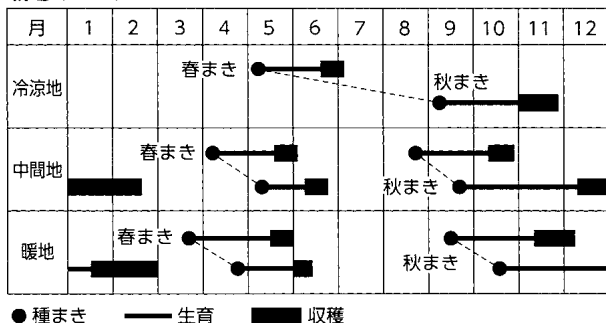 月 1 2 3 4 5 6 7 8 9 10 11 12
冷涼地 春まき 秋まき
中間地 春まき 秋まき
暖地 春まき 秋まき
●種まき 生育 収穫